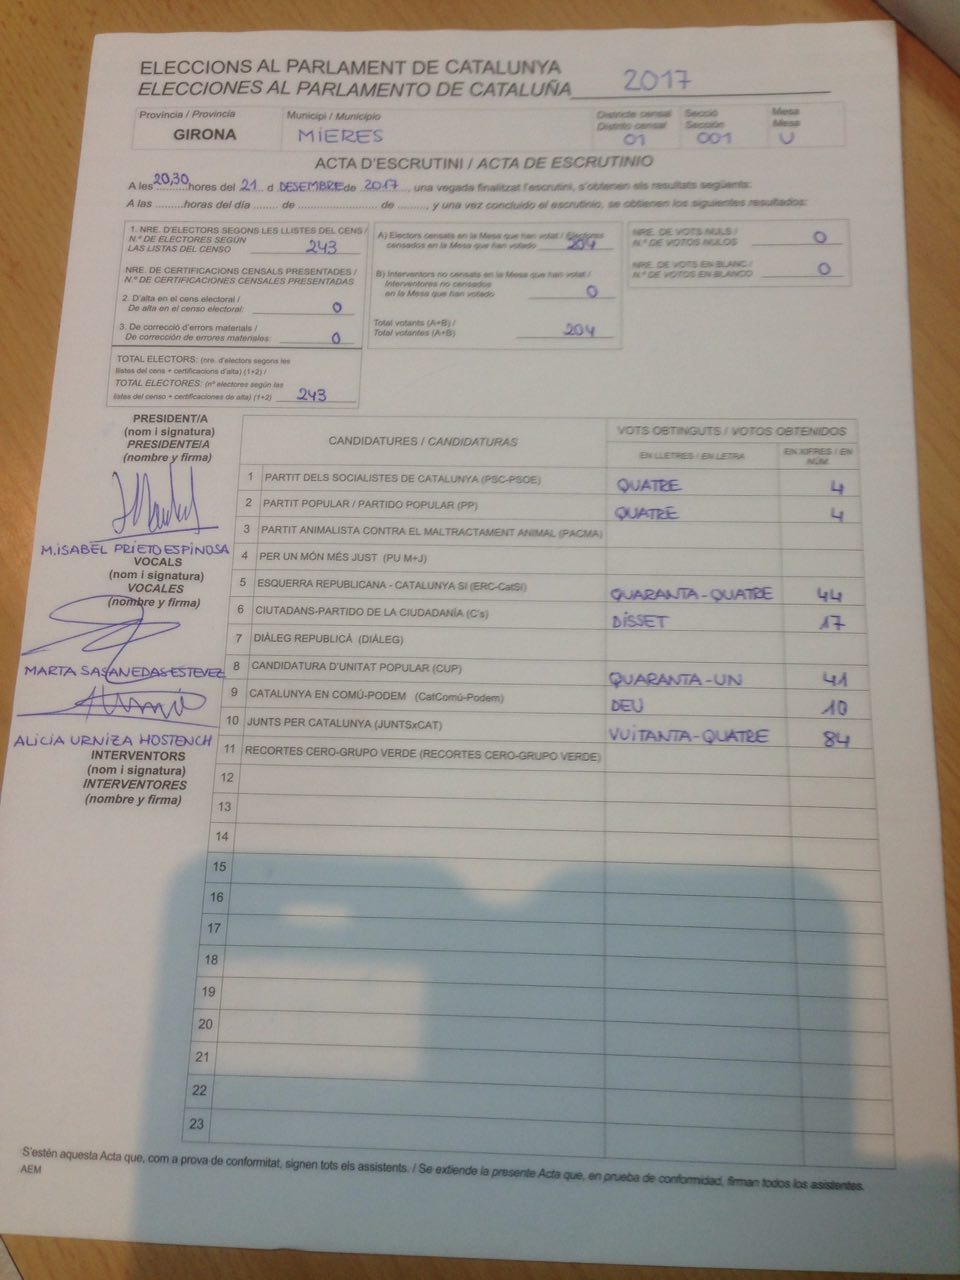 ELECCIONS AL PARLAMENT DE CATALUNYA
ELECCIONES AL PARLAMENTO DE CATALUÑA 2017
Provincia / Provincia
GIRONA
Municipi / Municipio
MIERES
Districte censal
Distrito censal
01
Secció
Sección
001
Mesa
Mesa
U
ACTA D'ESCRUTINI / ACTA DE ESCRUTINIO
A les 20,30 hores del 21 d DESEMBRE de 2017, una vegada finalitzat l'escrutini, s'obtenen els resultats següents:
A las .........horas del día ....... de ....................... de ........, y una vez concluido el escrutinio, se obtienen los siguientes resultados:
1. NRE. D'ELECTORS SEGONS LES LLISTES DEL CENS /
N.º DE ELECTORES SEGÚN
LAS LISTAS DEL CENSO 243
NRE. DE CERTIFICACIONS CENSALS PRESENTADES /
N.º DE CERTIFICACIONES CENSALES PRESENTADAS
2. D'alta en el cens electoral /
De alta en el censo electoral: 0
3. De correcció d'errors materials /
De corrección de errores materiales: 0
TOTAL ELECTORS: (nre. d'electors segons les
llistes del cens + certificacions d'alta) (1+2) /
TOTAL ELECTORES: (nº electores según las
listas del censo + certificaciones de alta) (1+2) 243
A) Electors censats en la Mesa que han votat / Electores
censados en la Mesa que han votado 204
B) Interventors no censats en la Mesa que han votat /
Interventores no censados
en la Mesa que han votado 0
Total votants (A+B) /
Total votantes (A+B) 204
NRE. DE VOTS NULS /
N.º DE VOTOS NULOS 0
NRE. DE VOTS EN BLANC /
N.º DE VOTOS EN BLANCO 0
PRESIDENT/A
(nom i signatura)
PRESIDENTE/A
(nombre y firma)
M.ISABEL PRIETO ESPINOSA
VOCALS
(nom i signatura)
VOCALES
(nombre y firma)
MARTA SASANEDAS ESTEVEZ
ALICIA URNIZA HOSTENCH
INTERVENTORS
(nom i signatura)
INTERVENTORES
(nombre y firma)
CANDIDATURES / CANDIDATURAS
VOTS OBTINGUTS / VOTOS OBTENIDOS
EN LLETRES / EN LETRA
EN XIFRES / EN
NÚM.
1 PARTIT DELS SOCIALISTES DE CATALUNYA (PSC-PSOE) QUATRE 4
2 PARTIT POPULAR / PARTIDO POPULAR (PP) QUATRE 4
3 PARTIT ANIMALISTA CONTRA EL MALTRACTAMENT ANIMAL (PACMA)
4 PER UN MÓN MÉS JUST (PU M+J)
5 ESQUERRA REPUBLICANA - CATALUNYA SI (ERC-CatSI) QUARANTA-QUATRE 44
6 CIUTADANS-PARTIDO DE LA CIUDADANÍA (C's) DISSET 17
7 DIÀLEG REPUBLICÀ (DIÀLEG)
8 CANDIDATURA D'UNITAT POPULAR (CUP) QUARANTA-UN 41
9 CATALUNYA EN COMÚ-PODEM (CatComú-Podem) DEU 10
10 JUNTS PER CATALUNYA (JUNTSxCAT) VUITANTA-QUATRE 84
11 RECORTES CERO-GRUPO VERDE (RECORTES CERO-GRUPO VERDE)
12
13
14
15
16
17
18
19
20
21
22
23
S'estén aquesta Acta que, com a prova de conformitat, signen tots els assistents. / Se extiende la presente Acta que, en prueba de conformidad, firman todos los asistentes.
AEM